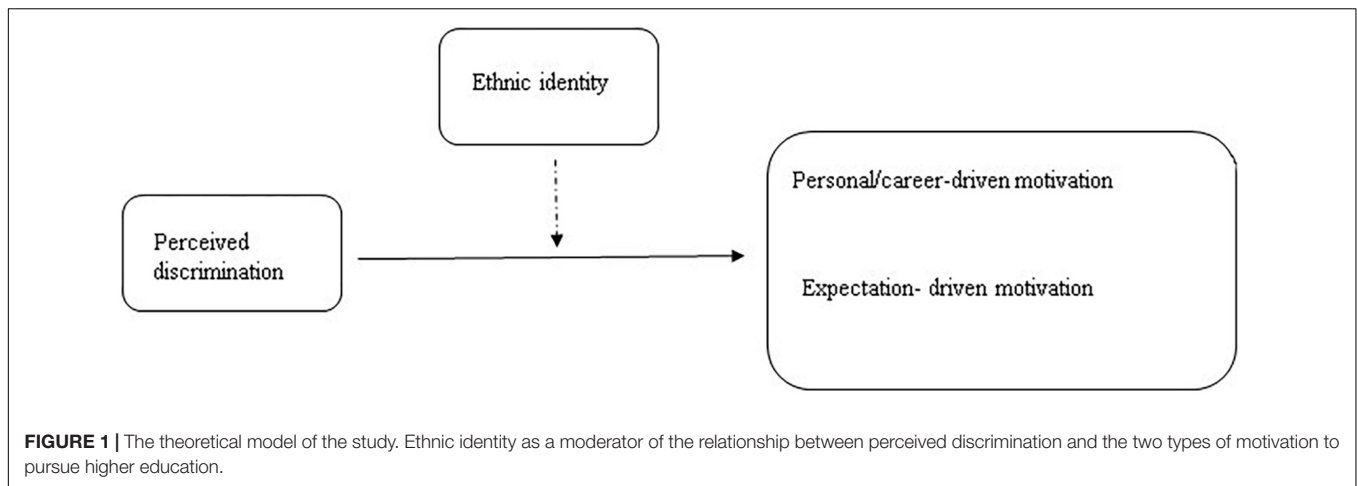 Ethnic identity
Personal/career-driven motivation
Perceived
discrimination
Expectation- driven motivation
FIGURE 1 | The theoretical model of the study. Ethnic identity as a moderator of the relationship between perceived discrimination and the two types of motivation to
pursue higher education.